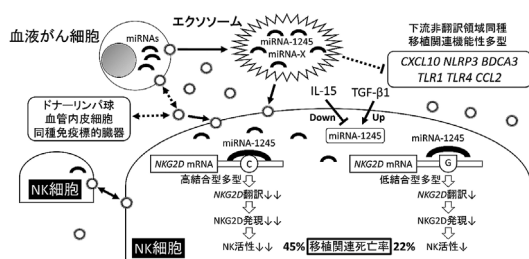 血液がん細胞
miRNAs
エクソソーム
miRNA-1245
miRNA-X
下流非翻訳領域同種
移植関連機能性多型
CXCL10 NLRP3 BDCA3
TLR1 TLR4 CCL2
ドナーリンパ球
血管内皮細胞
同種免疫標的臓器
IL-15
TGF-β1
Down
Up
miRNA-1245
miRNA-1245
miRNA-1245
NKG2D mRNA
C
NKG2D mRNA
G
高結合型多型
低結合型多型
NKG2D翻訳↓↓
NKG2D翻訳↓
NKG2D発現↓↓
NKG2D発現↓
NK活性↓↓
45%
移植関連死亡率
22%
NK活性↓
NK細胞
NK細胞